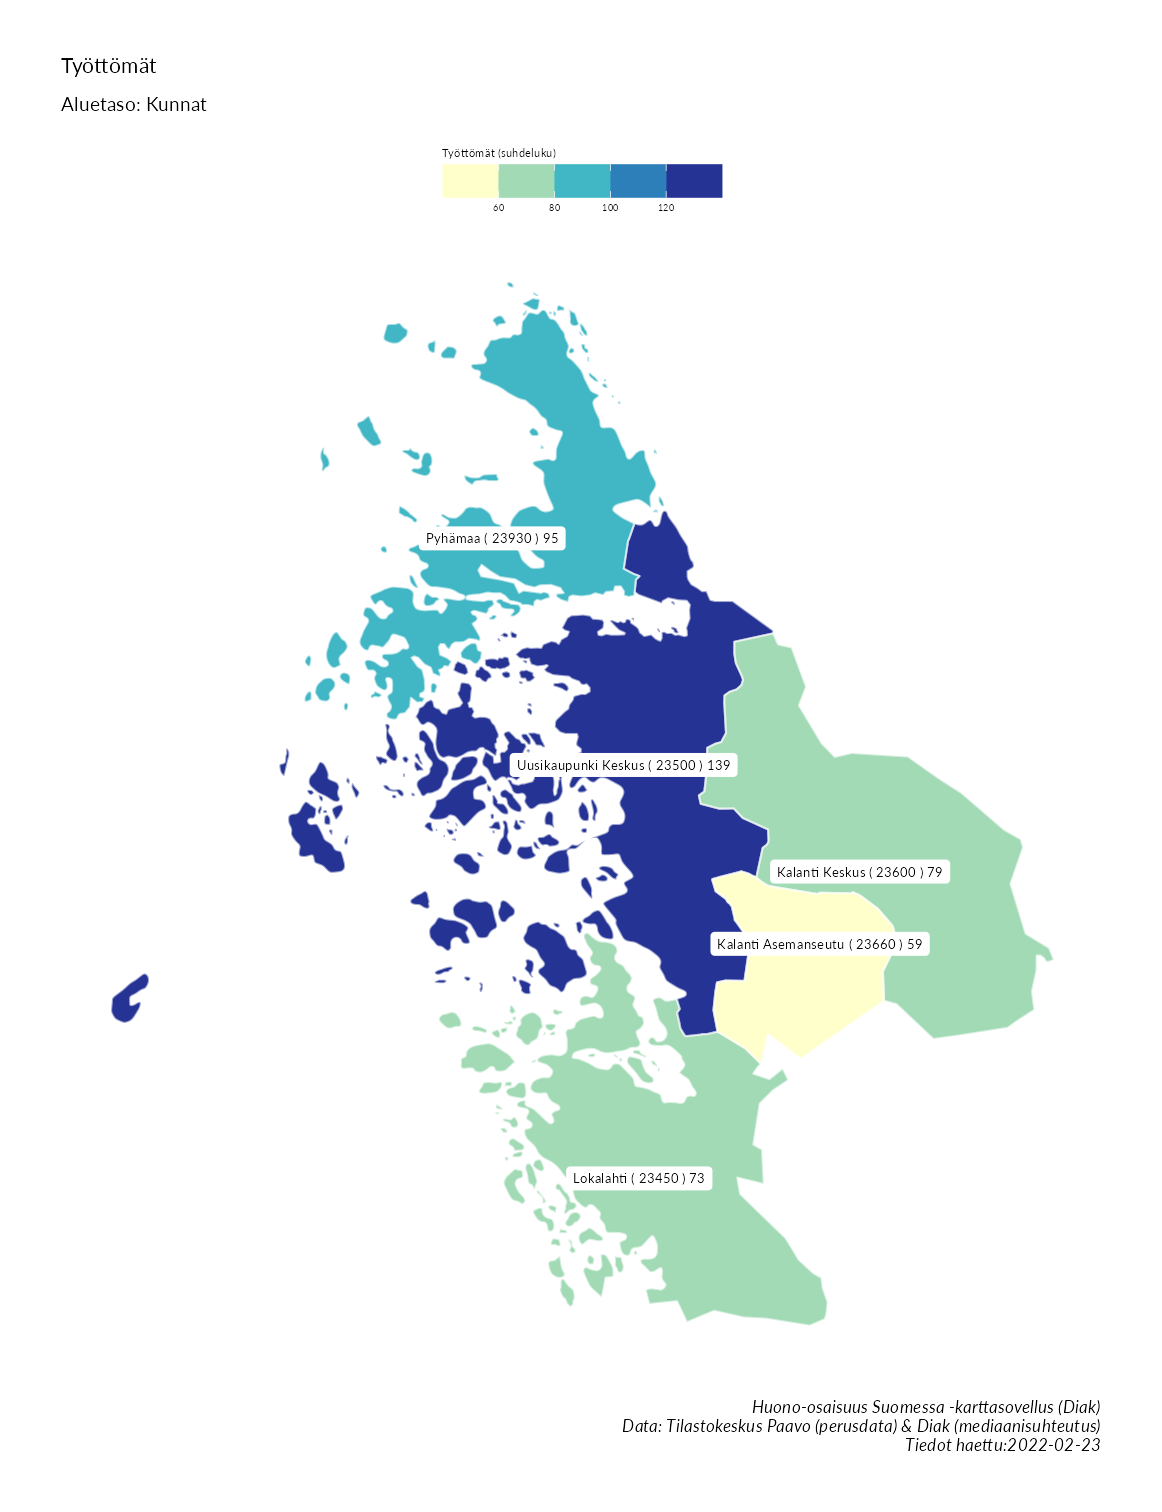 Työttömät
Aluetaso: Kunnat
Työttömät (suhdeluku)
60 80 100 120
Pyhämaa ( 23930 ) 95
Uusikaupunki Keskus ( 23500 ) 139
Kalanti Keskus ( 23600 ) 79
Kalanti Asemanseutu ( 23660 ) 59
Lokalahti ( 23450 ) 73
Huono-osaisuus Suomessa -karttasovellus (Diak)
Data: Tilastokeskus Paavo (perusdata) & Diak (mediaanisuhteutus)
Tiedot haettu:2022-02-23